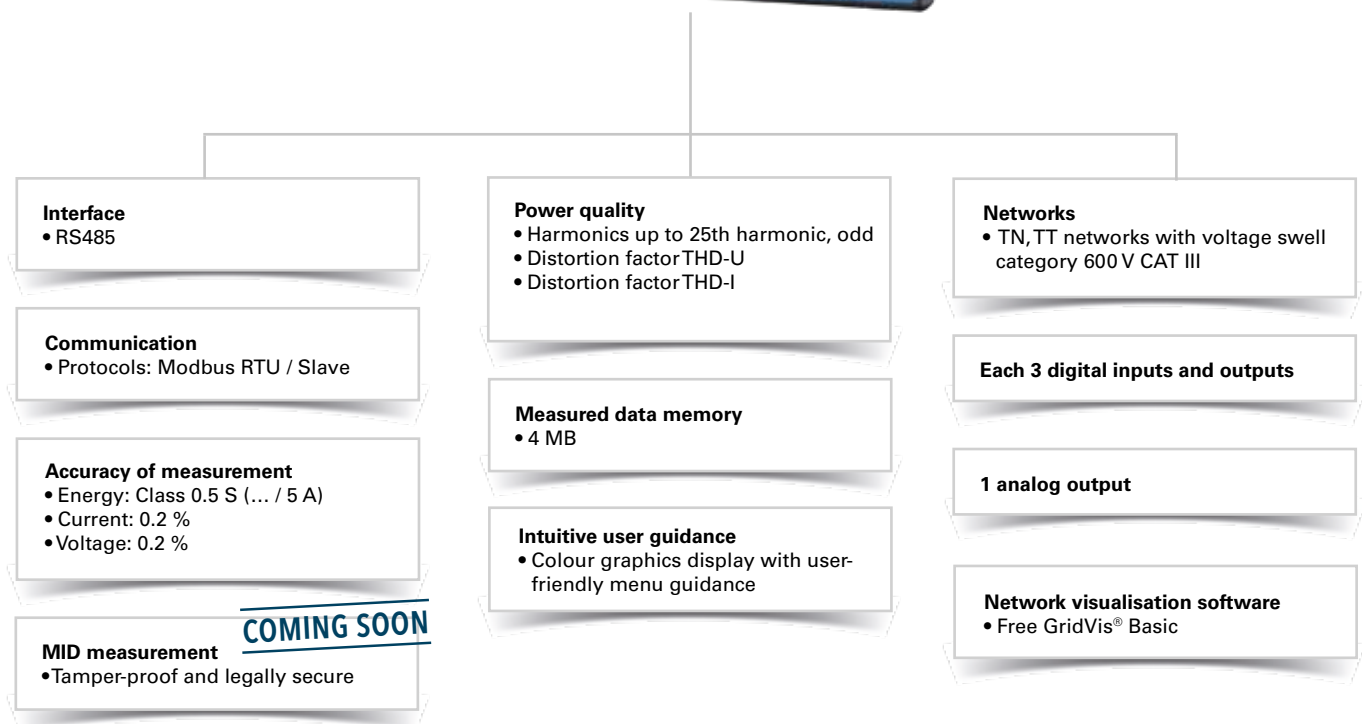 Interface
• RS485
Communication
• Protocols: Modbus RTU / Slave
Accuracy of measurement
• Energy: Class 0.5 S (… / 5 A)
• Current: 0.2 %
• Voltage: 0.2 %
COMING SOON
MID measurement
•Tamper-proof and legally secure
Power quality
• Harmonics up to 25th harmonic, odd
• Distortion factor THD-U
• Distortion factor THD-I
Measured data memory
• 4 MB
Intuitive user guidance
• Colour graphics display with user-
friendly menu guidance
Networks
• TN, TT networks with voltage swell
category 600 V CAT III
Each 3 digital inputs and outputs
1 analog output
Network visualisation software
• Free GridVis® Basic